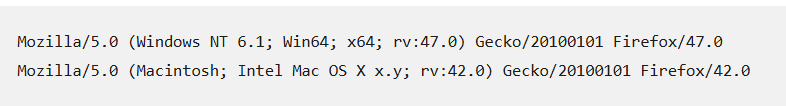 Mozilla/5.0 (Windows NT 6.1; Win64; x64; rv:47.0) Gecko/20100101 Firefox/47.0
Mozilla/5.0 (Macintosh; Intel Mac OS X x.y; rv:42.0) Gecko/20100101 Firefox/42.0